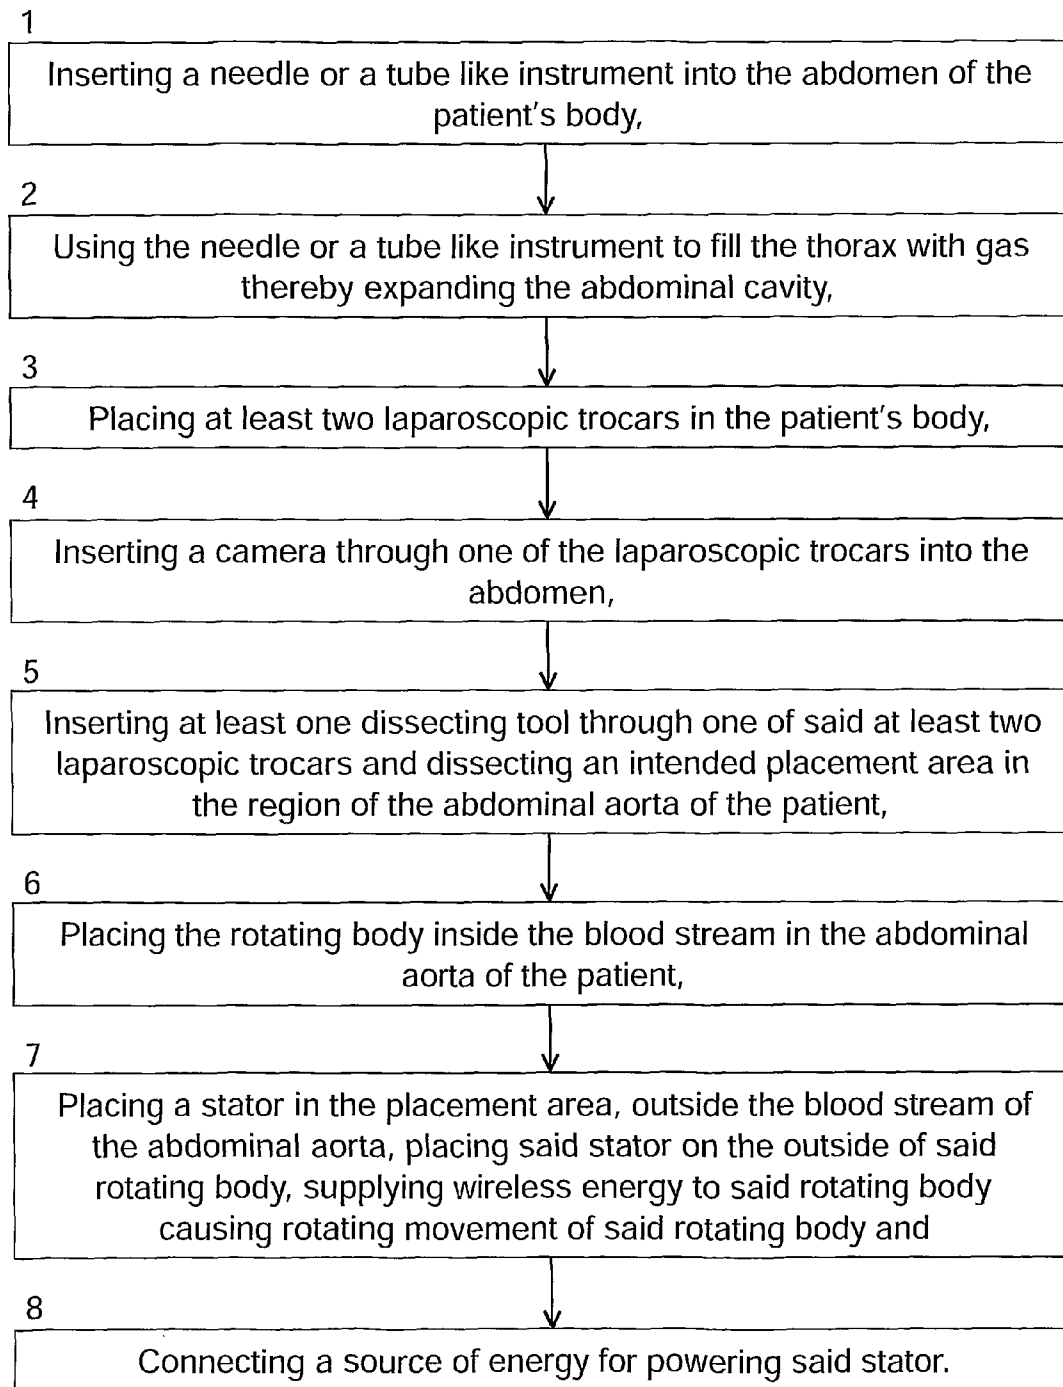 1
Inserting a needle or a tube like instrument into the abdomen of the
patient's body,
2
Using the needle or a tube like instrument to fill the thorax with gas
thereby expanding the abdominal cavity,
3
Placing at least two laparoscopic trocars in the patient's body,
4
Inserting a camera through one of the laparoscopic trocars into the
abdomen,
5
Inserting at least one dissecting tool through one of said at least two
laparoscopic trocars and dissecting an intended placement area in
the region of the abdominal aorta of the patient,
6
Placing the rotating body inside the blood stream in the abdominal
aorta of the patient,
7
Placing a stator in the placement area, outside the blood stream of
the abdominal aorta, placing said stator on the outside of said
rotating body, supplying wireless energy to said rotating body
causing rotating movement of said rotating body and
8
Connecting a source of energy for powering said stator.